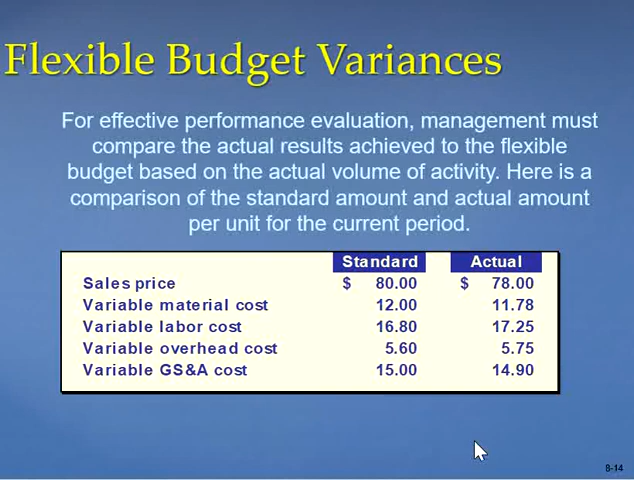 Flexible Budget Variances
For effective performance evaluation, management must
compare the actual results achieved to the flexible
budget based on the actual volume of activity. Here is a
comparison of the standard amount and actual amount
per unit for the current period.
Standard Actual
Sales price $ 80.00 $ 78.00
Variable material cost 12.00 11.78
Variable labor cost 16.80 17.25
Variable overhead cost 5.60 5.75
Variable GS&A cost 15.00 14.90
8-14